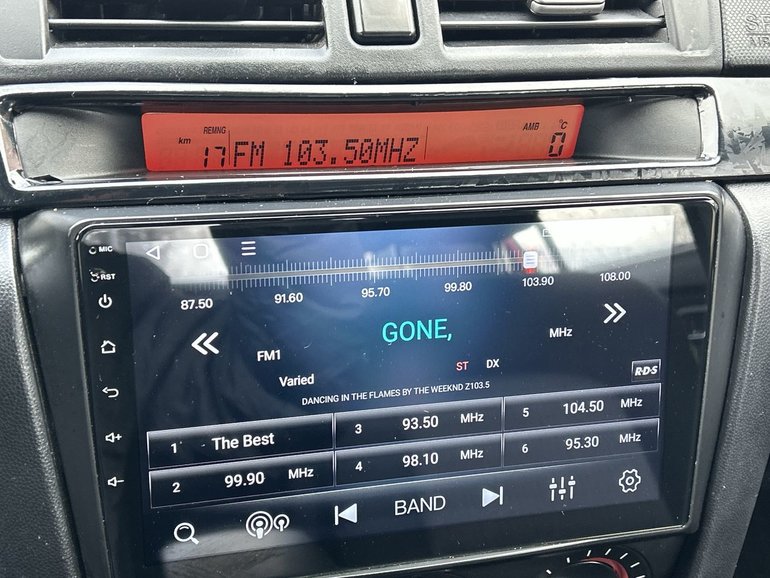 REMNG
AMB °C
km 17 FM 103.50MHZ 0
MIC
RST
87.50 91.60 95.70 99.80 103.90 108.00
GONE,
MHz
FM1
ST DX
Varied
R·D·S
DANCING IN THE FLAMES BY THE WEEKND Z103.5
1 The Best
3 93.50 MHz
5 104.50 MHz
2 99.90 MHz
4 98.10 MHz
6 95.30 MHz
BAND